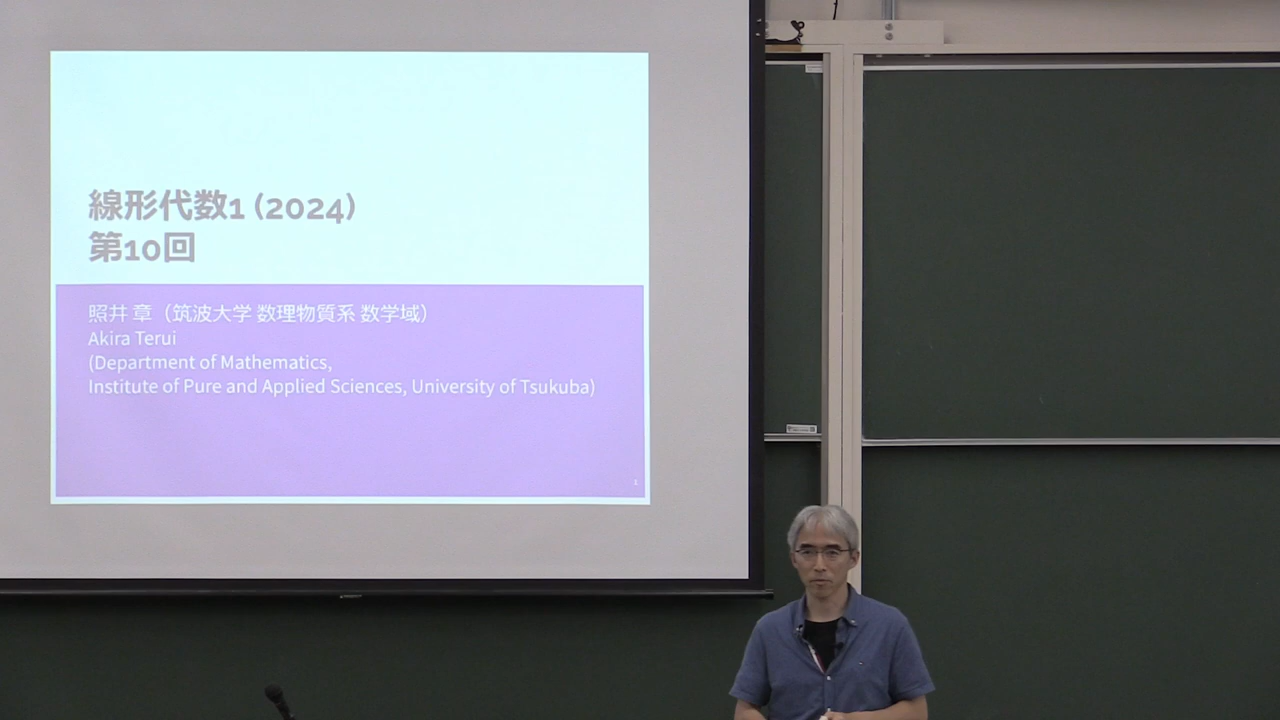 線形代数1 (2024)
第10回
照井 章（筑波大学 数理物質系 数学域）
Akira Terui
(Department of Mathematics,
Institute of Pure and Applied Sciences, University of Tsukuba)
1